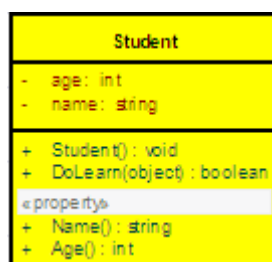 Student
- age: int
- name: string
+ Student() : void
+ DoLearn(object) : boolean
«property»
+ Name() : string
+ Age() : int